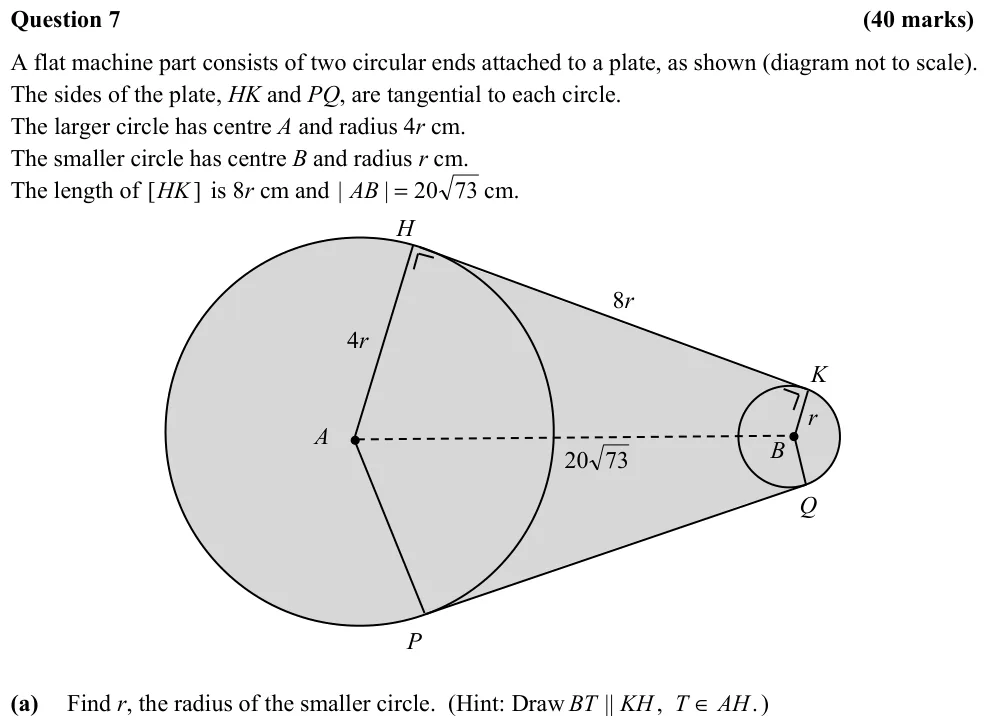 Question 7 (40 marks)
A flat machine part consists of two circular ends attached to a plate, as shown (diagram not to scale).
The sides of the plate, HK and PQ, are tangential to each circle.
The larger circle has centre A and radius 4r cm.
The smaller circle has centre B and radius r cm.
The length of [HK] is 8r cm and | AB | = 20√73 cm.
H
8r
4r
K
r
A
B
20√73
Q
P
(a) Find r, the radius of the smaller circle. (Hint: Draw BT || KH, T ∈ AH.)